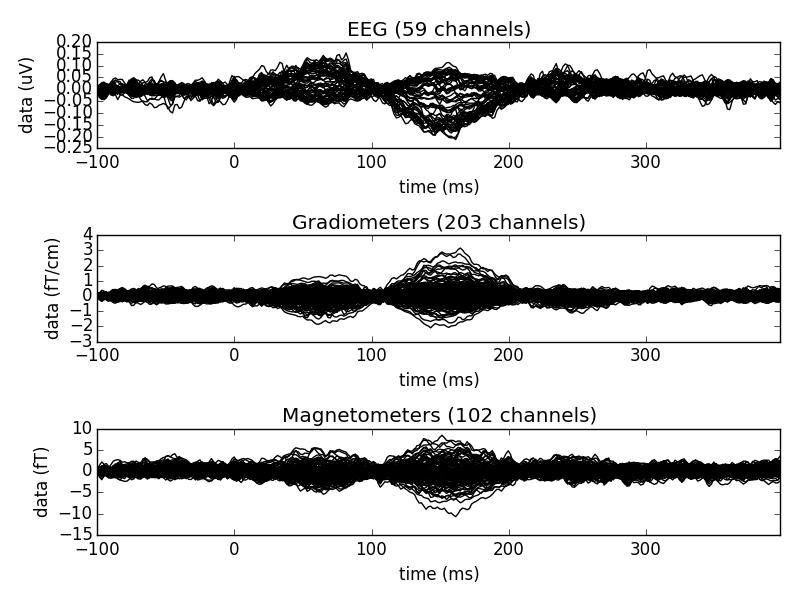 EEG (59 channels)
0.20
0.15
0.10
0.05
0.00
−0.05
−0.10
−0.15
−0.20
−0.25
data (uV)
−100 0 100 200 300
time (ms)
Gradiometers (203 channels)
4
3
2
1
0
−1
−2
−3
data (fT/cm)
−100 0 100 200 300
time (ms)
Magnetometers (102 channels)
10
5
0
−5
−10
−15
data (fT)
−100 0 100 200 300
time (ms)